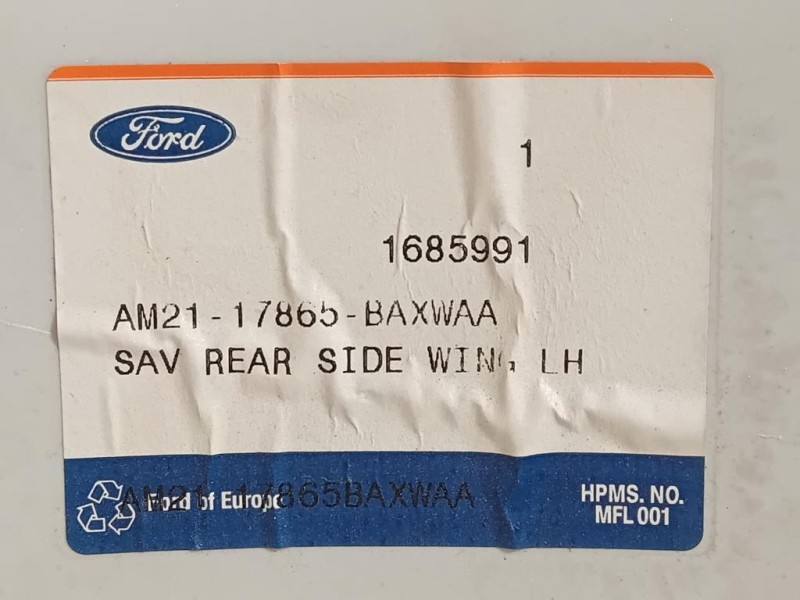 Ford
1
1685991
AM21-17865-BAXWAA
SAV REAR SIDE WING LH
AM21-17865BAXWAA
Ford of Europe
HPMS. NO.
MFL 001